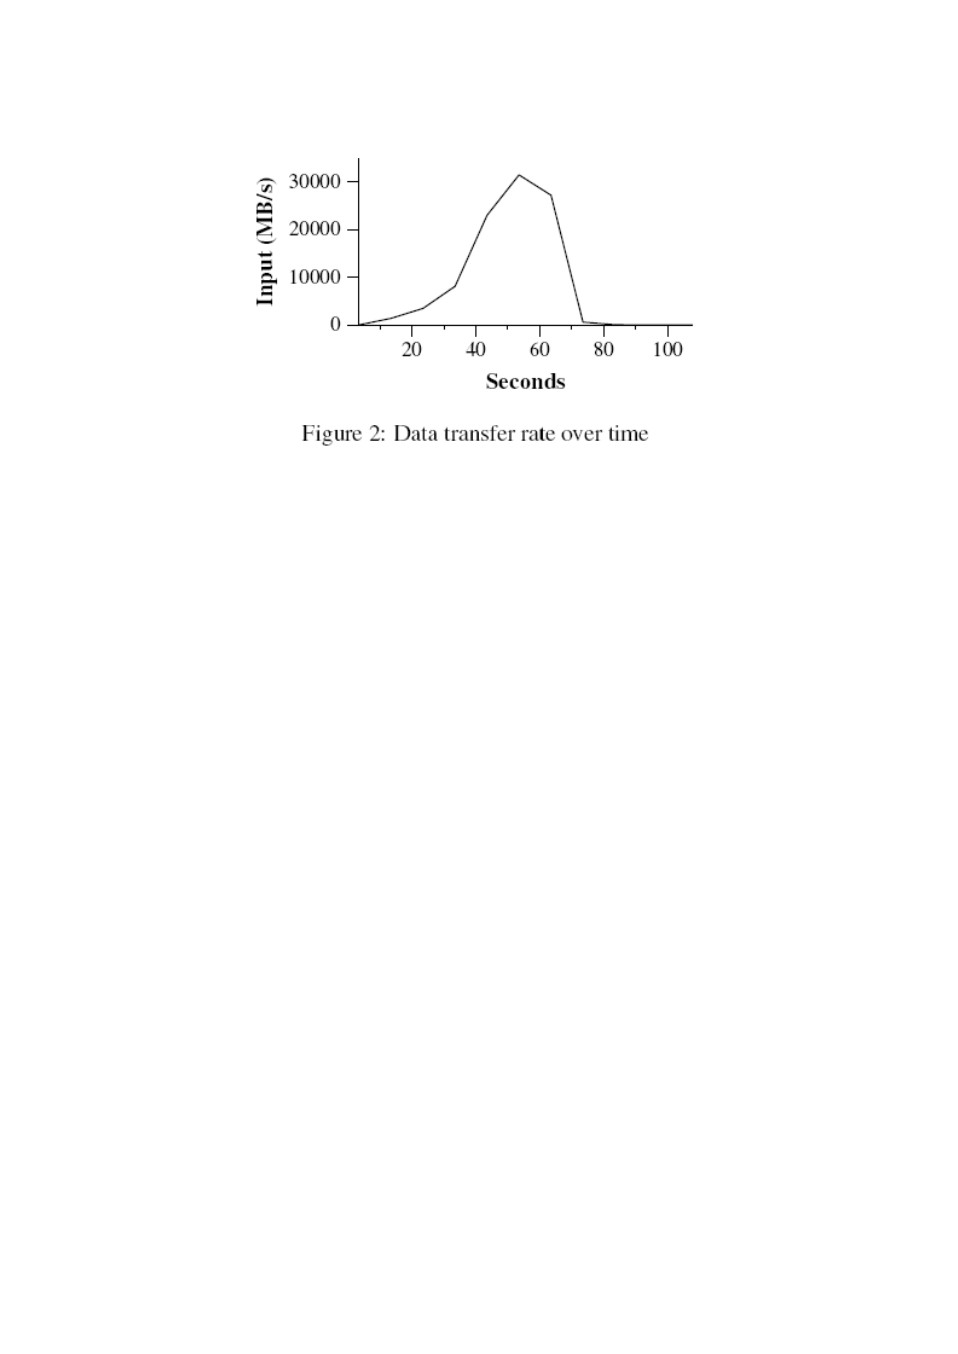 Input (MB/s)
30000
20000
10000
0
20 40 60 80 100
Seconds
Figure 2: Data transfer rate over time